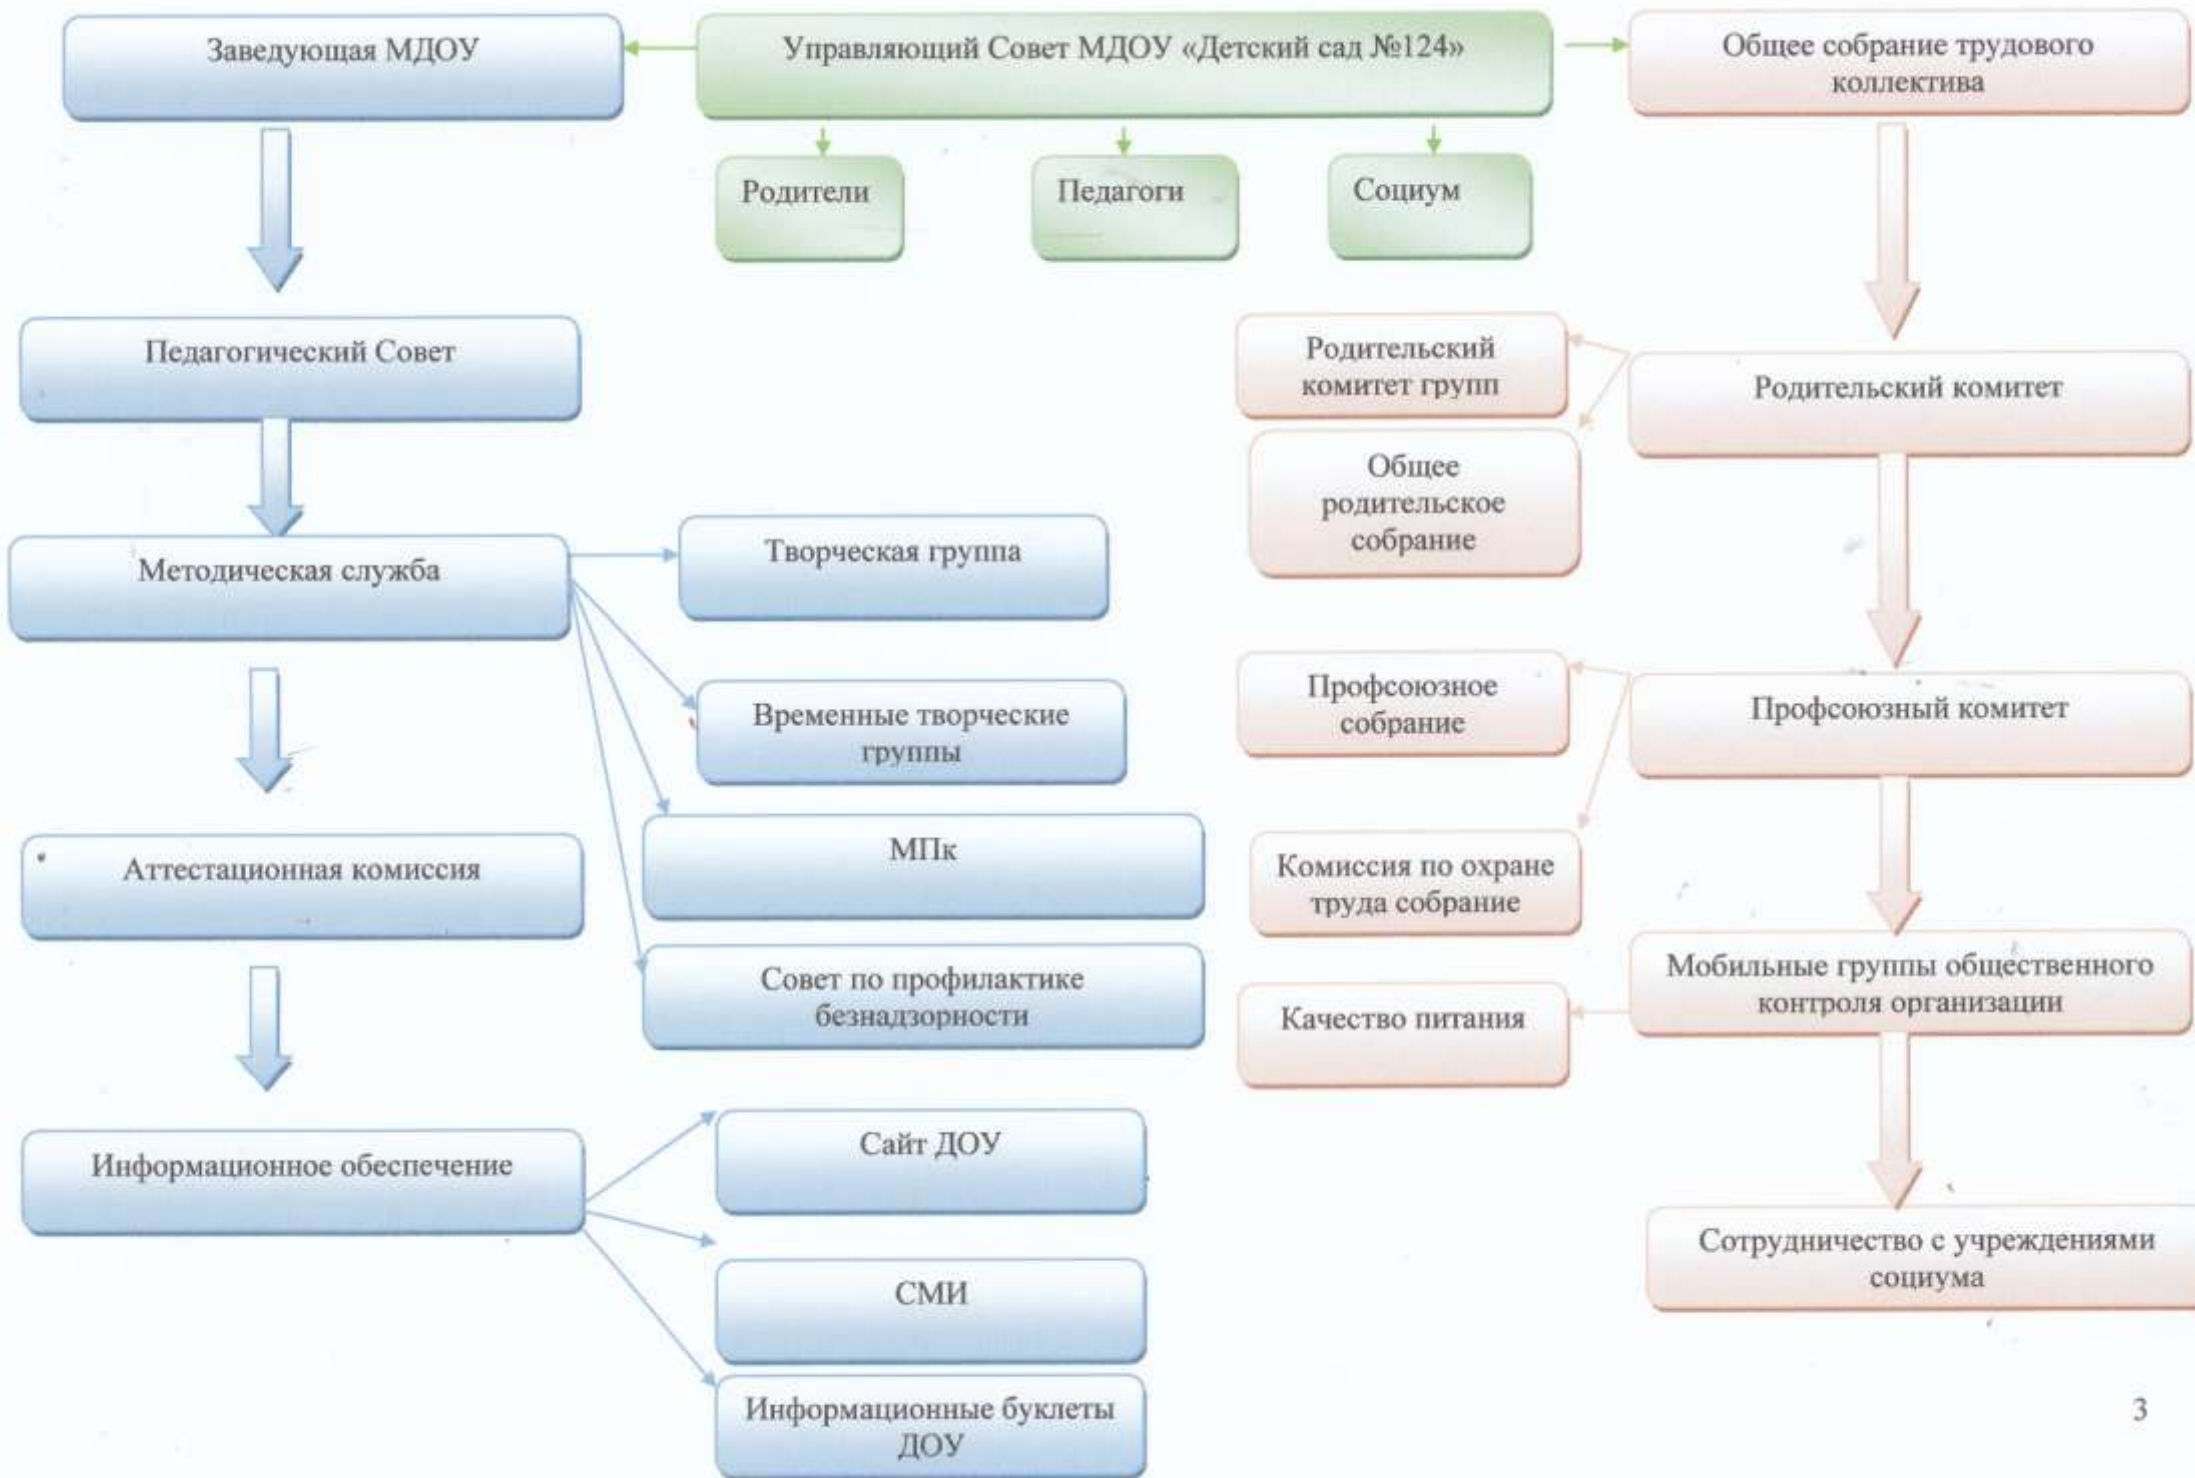 Заведующая МДОУ
Управляющий Совет МДОУ «Детский сад №124»
Общее собрание трудового
коллектива
Родители
Педагоги
Социум
Педагогический Совет
Родительский
комитет групп
Родительский комитет
Общее
родительское
собрание
Методическая служба
Творческая группа
Временные творческие
группы
Профсоюзное
собрание
Профсоюзный комитет
МПк
Аттестационная комиссия
Комиссия по охране
труда собрание
Совет по профилактике
безнадзорности
Мобильные группы общественного
контроля организации
Качество питания
Информационное обеспечение
Сайт ДОУ
СМИ
Информационные буклеты
ДОУ
Сотрудничество с учреждениями
социума
3